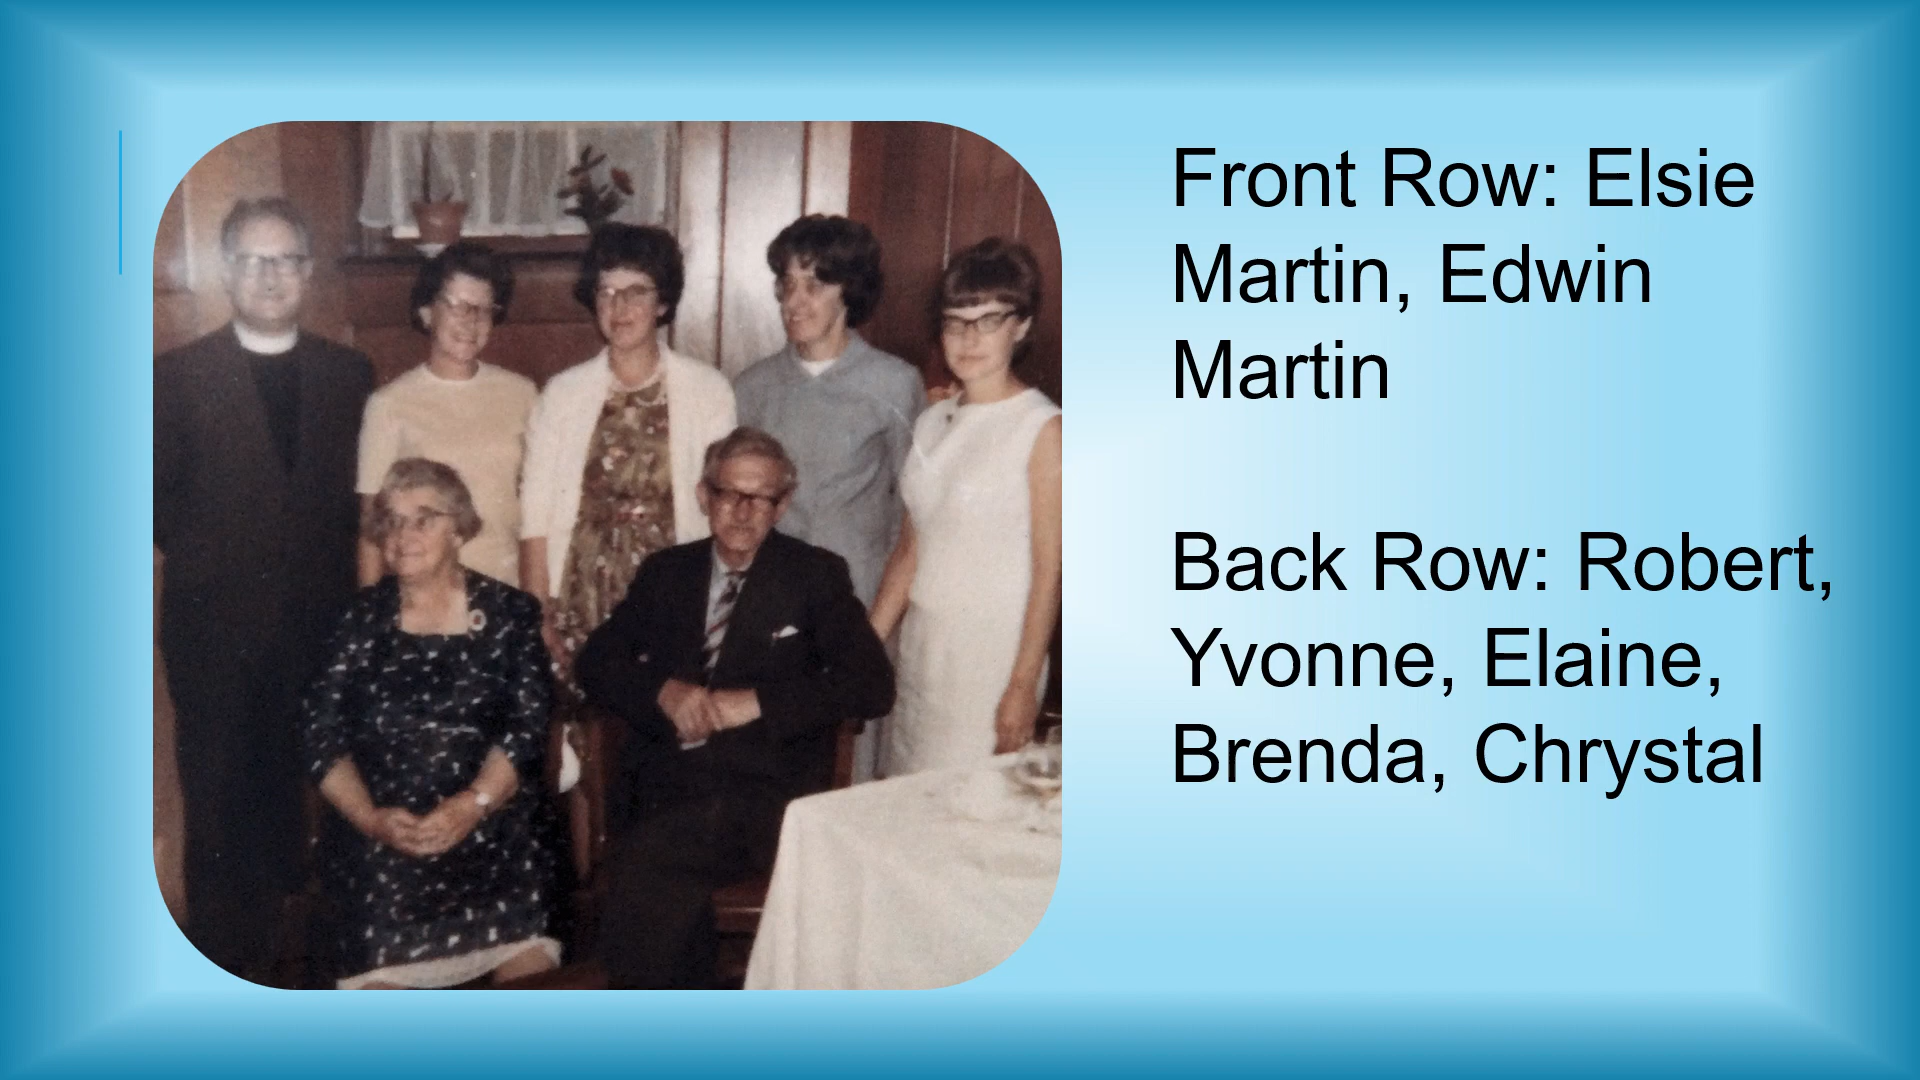 Front Row: Elsie
Martin, Edwin
Martin
Back Row: Robert,
Yvonne, Elaine,
Brenda, Chrystal